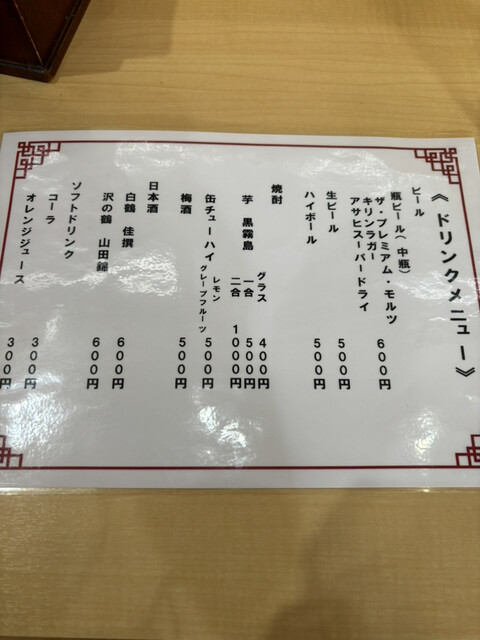 《ドリンクメニュー》
ビール
瓶ビール(中瓶)
ザ・プレミアム・モルツ
キリンラガー 600円
アサヒスーパードライ
生ビール 500円
ハイボール 500円
焼酎
芋 黒霧島 グラス 400円
一合 500円
二合 1000円
缶チューハイ レモン 500円
グレープフルーツ
梅酒 500円
日本酒
白鶴 佳撰 600円
沢の鶴 山田錦 600円
ソフトドリンク
コーラ 300円
オレンジジュース 300円